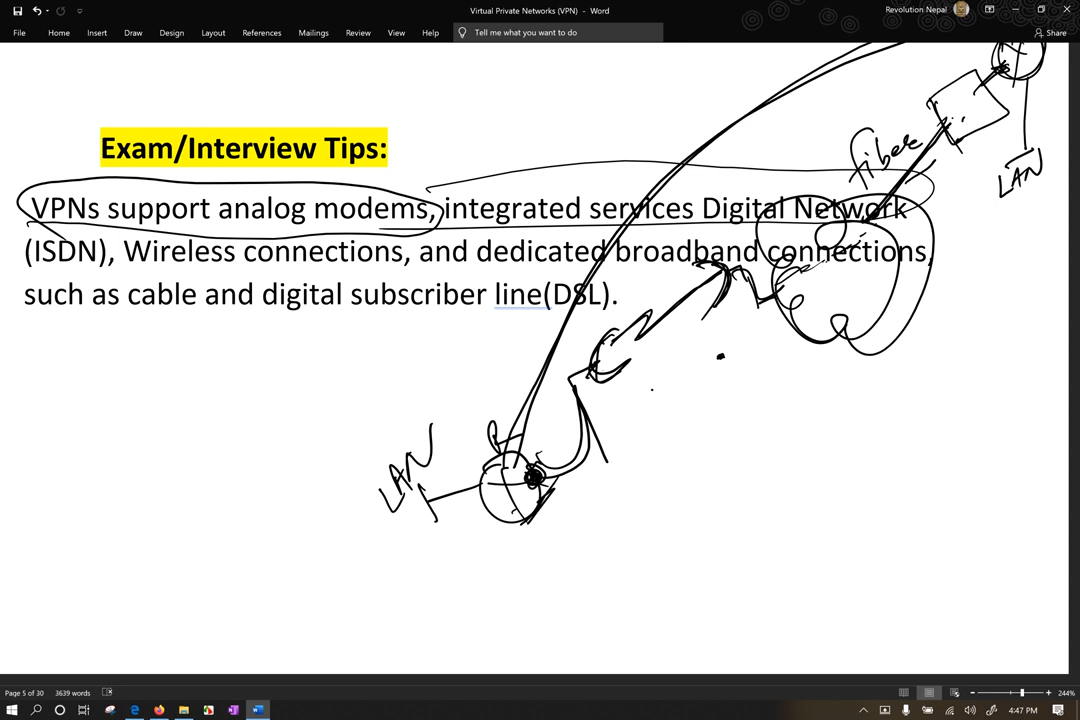 Virtual Private Networks (VPN) - Word
Revolution Nepal
File Home Insert Draw Design Layout References Mailings Review View Help Tell me what you want to do Share
Exam/Interview Tips:
VPNs support analog modems, integrated services Digital Network
(ISDN), Wireless connections, and dedicated broadband connections,
such as cable and digital subscriber line(DSL).
fiber
LAN
LAN
R
Page 5 of 30 3639 words 244%
4:47 PM